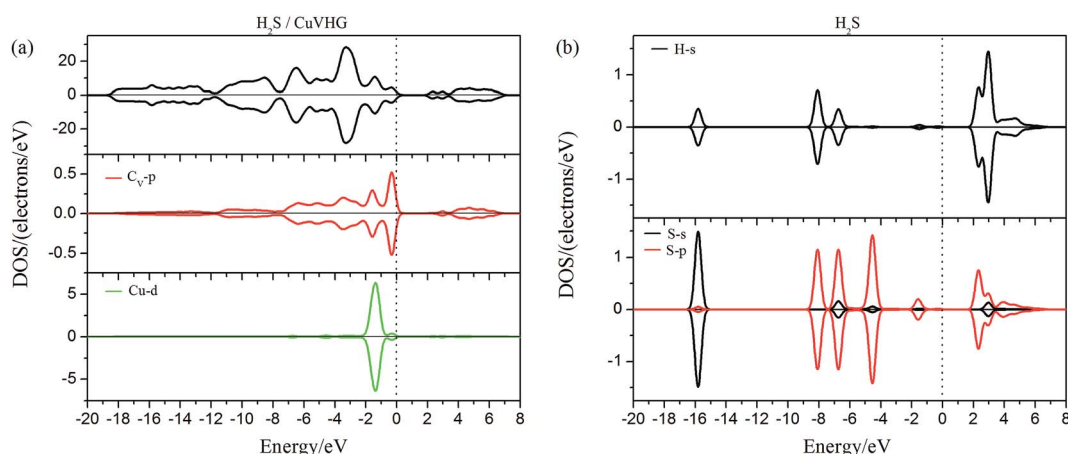 (a)
H₂S / CuVHG
20
0
-20
C_V-p
0.5
0.0
-0.5
Cu-d
5
0
-5
DOS/(electrons/eV)
-20 -18 -16 -14 -12 -10 -8 -6 -4 -2 0 2 4 6 8
Energy/eV
(b)
H₂S
H-s
1
0
-1
S-s
S-p
1
0
-1
DOS/(electrons/eV)
-20 -18 -16 -14 -12 -10 -8 -6 -4 -2 0 2 4 6 8
Energy/eV